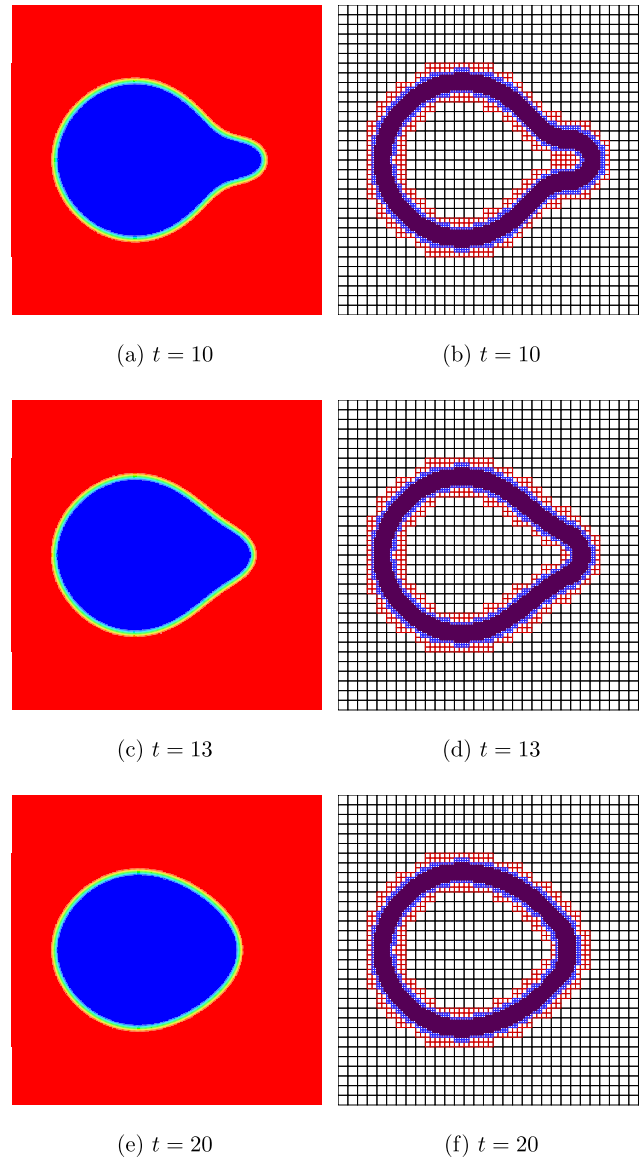 (a) t = 10
(b) t = 10
(c) t = 13
(d) t = 13
(e) t = 20
(f) t = 20